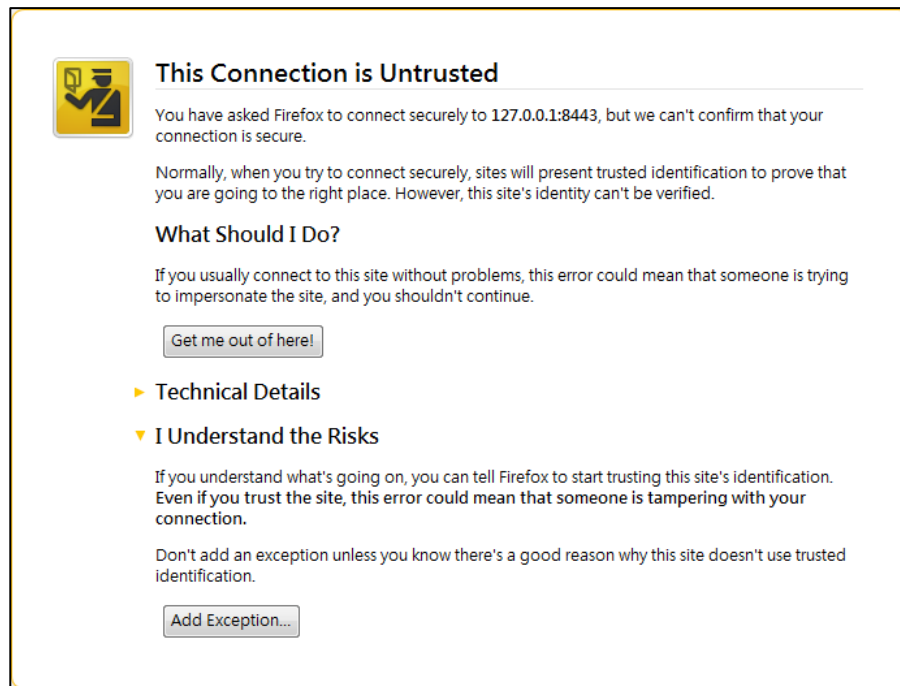 This Connection is Untrusted
You have asked Firefox to connect securely to 127.0.0.1:8443, but we can't confirm that your
connection is secure.
Normally, when you try to connect securely, sites will present trusted identification to prove that
you are going to the right place. However, this site's identity can't be verified.
What Should I Do?
If you usually connect to this site without problems, this error could mean that someone is trying
to impersonate the site, and you shouldn't continue.
Get me out of here!
Technical Details
I Understand the Risks
If you understand what's going on, you can tell Firefox to start trusting this site's identification.
Even if you trust the site, this error could mean that someone is tampering with your
connection.
Don't add an exception unless you know there's a good reason why this site doesn't use trusted
identification.
Add Exception...